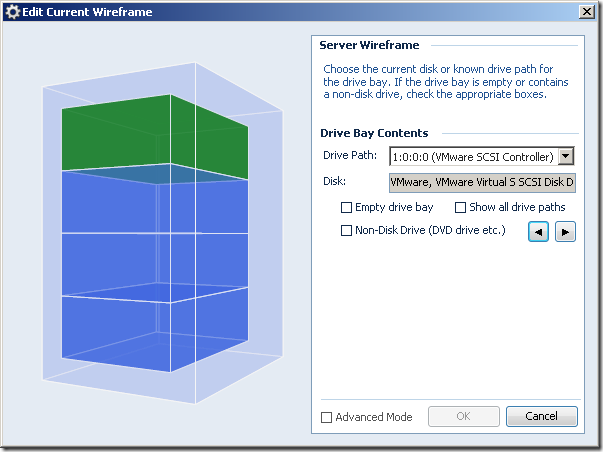 Edit Current Wireframe
Server Wireframe
Choose the current disk or known drive path for
the drive bay. If the drive bay is empty or contains
a non-disk drive, check the appropriate boxes.
Drive Bay Contents
Drive Path: 1:0:0:0 (VMware SCSI Controller)
Disk: VMware, VMware Virtual S SCSI Disk D
Empty drive bay Show all drive paths
Non-Disk Drive (DVD drive etc.)
Advanced Mode OK Cancel